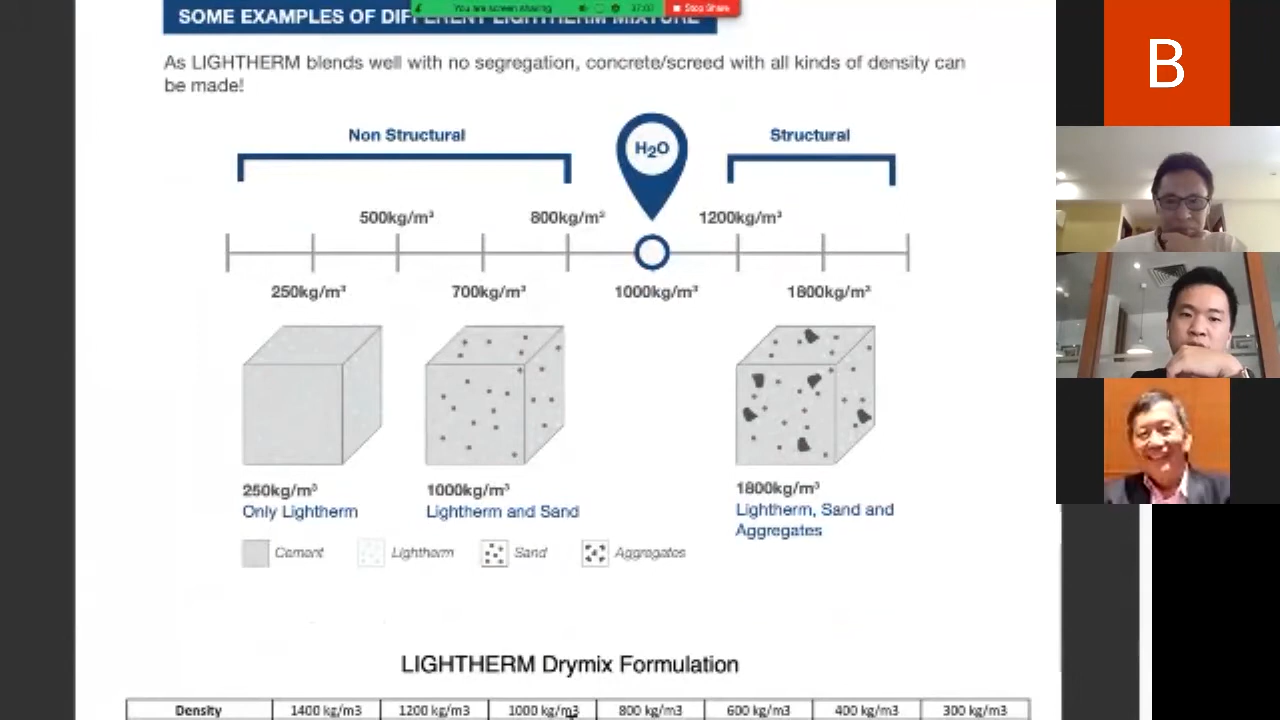 SOME EXAMPLES OF DIFFERENT LIGHTHERM MIXTURE
You are screen sharing 37:07 Stop Share
As LIGHTHERM blends well with no segregation, concrete/screed with all kinds of density can
be made!
Non Structural
H₂O
Structural
500kg/m³ 800kg/m³ 1200kg/m³
250kg/m³ 700kg/m³ 1000kg/m³ 1800kg/m³
250kg/m³
Only Lightherm
1000kg/m³
Lightherm and Sand
1800kg/m³
Lightherm, Sand and
Aggregates
Cement Lightherm Sand Aggregates
LIGHTHERM Drymix Formulation
Density 1400 kg/m3 1200 kg/m3 1000 kg/m3 800 kg/m3 600 kg/m3 400 kg/m3 300 kg/m3
B